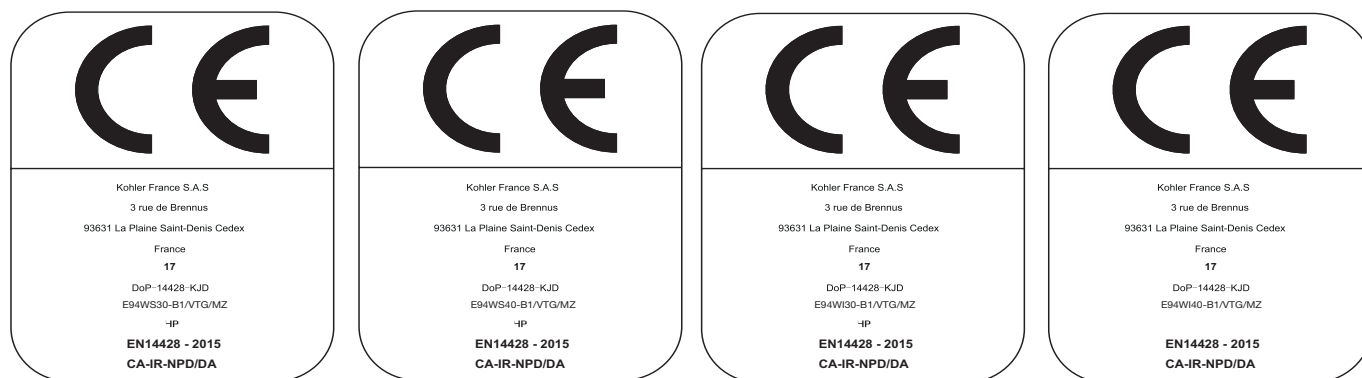 CE
Kohler France S.A.S
3 rue de Brennus
93631 La Plaine Saint-Denis Cedex
France
17
DoP-14428-KJD
E94WS30-B1/VTG/MZ
EN14428 - 2015
CA-IR-NPD/DA
CE
Kohler France S.A.S
3 rue de Brennus
93631 La Plaine Saint-Denis Cedex
France
17
DoP-14428-KJD
E94WS40-B1/VTG/MZ
EN14428 - 2015
CA-IR-NPD/DA
CE
Kohler France S.A.S
3 rue de Brennus
93631 La Plaine Saint-Denis Cedex
France
17
DoP-14428-KJD
E94WI30-B1/VTG/MZ
EN14428 - 2015
CA-IR-NPD/DA
CE
Kohler France S.A.S
3 rue de Brennus
93631 La Plaine Saint-Denis Cedex
France
17
DoP-14428-KJD
E94WI40-B1/VTG/MZ
EN14428 - 2015
CA-IR-NPD/DA